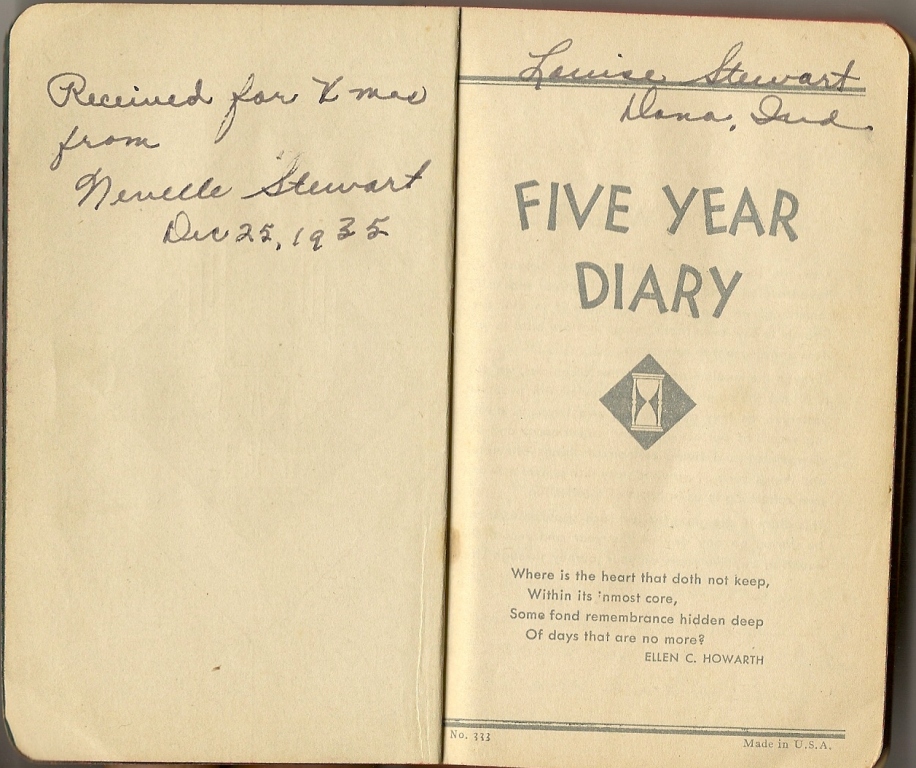 Received for Xmas
from
Nevelle Stewart
Dec 25, 1935
Louise Stewart
Dana, Ind
FIVE YEAR
DIARY
Where is the heart that doth not keep,
Within its 'nmost core,
Some fond remembrance hidden deep
Of days that are no more?
ELLEN C. HOWARTH
No. 333
Made in U.S.A.